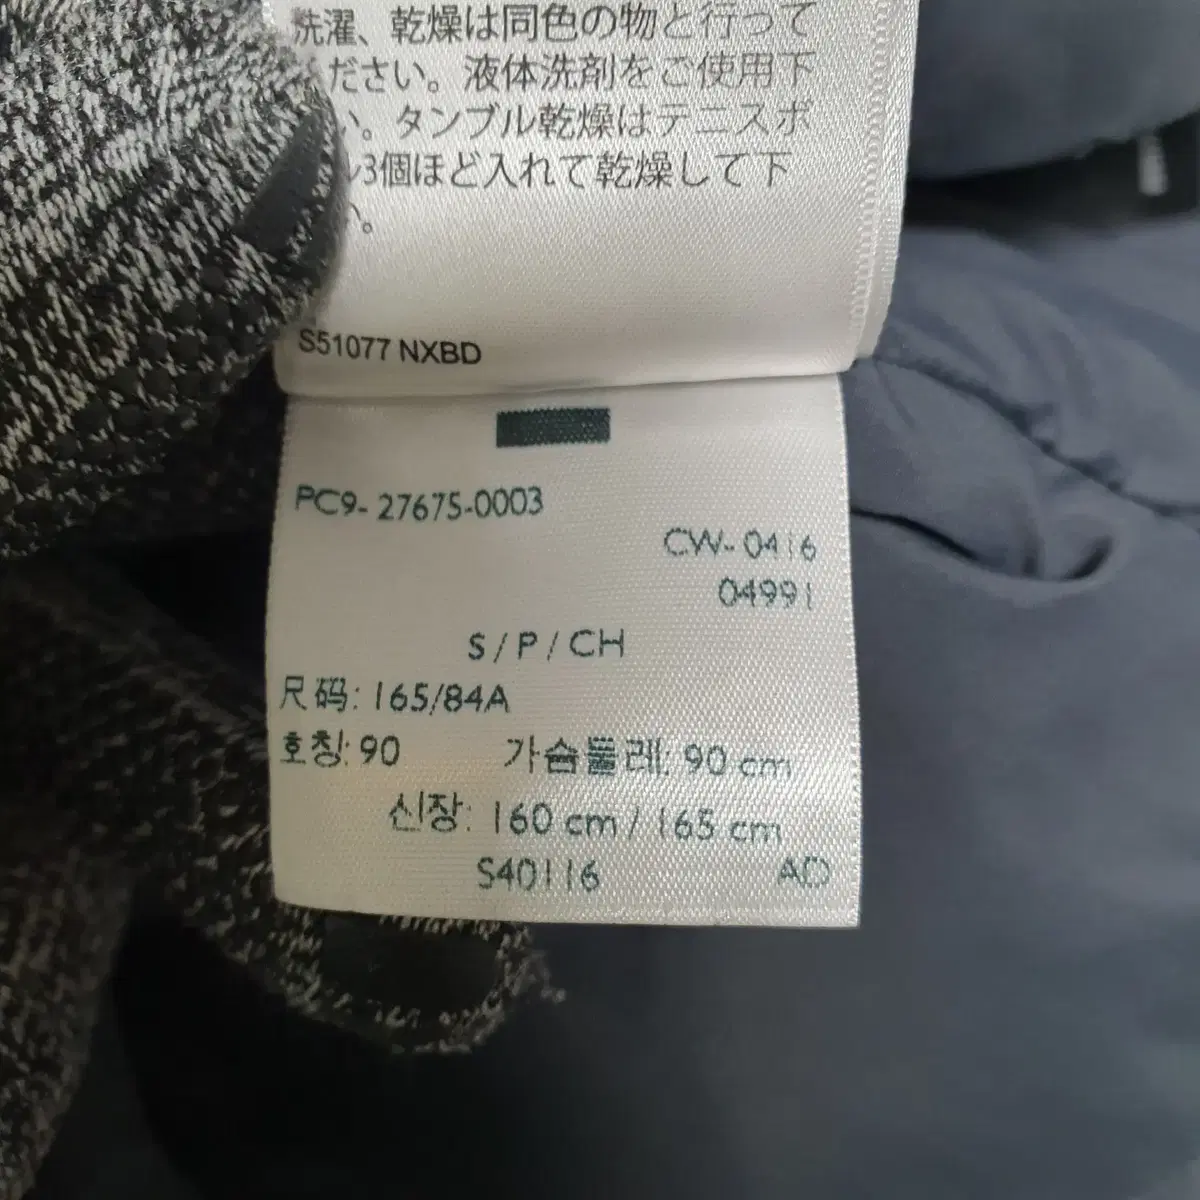 洗濯、乾燥は同色の物と行って
ださい。液体洗剤をご使用下
い。タンブル乾燥はテニスボ
ル3個ほど入れて乾燥して下
い。
S51077 NXBD
PC9- 27675-0003
CW- 0416
04991
S / P / CH
尺码: 165/84A
호칭: 90 가슴둘레: 90 cm
신장: 160 cm / 165 cm
S40116 AD